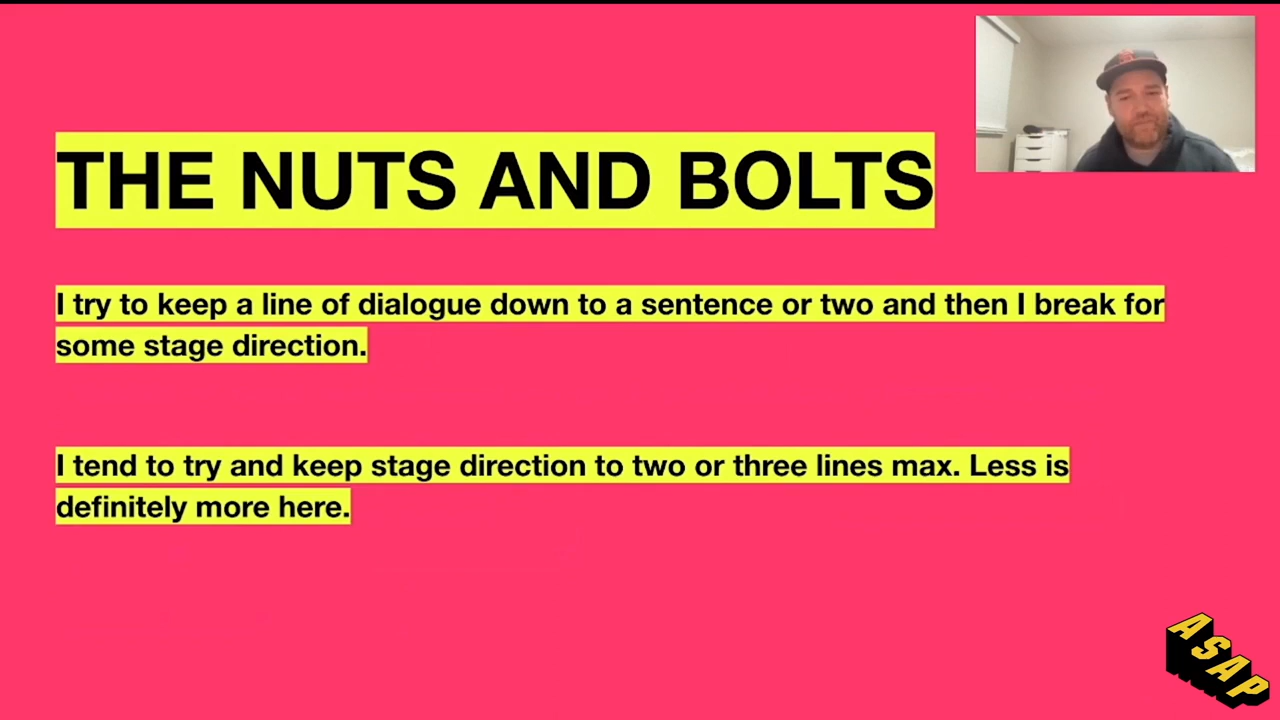 THE NUTS AND BOLTS
I try to keep a line of dialogue down to a sentence or two and then I break for
some stage direction.
I tend to try and keep stage direction to two or three lines max. Less is
definitely more here.
ASAP